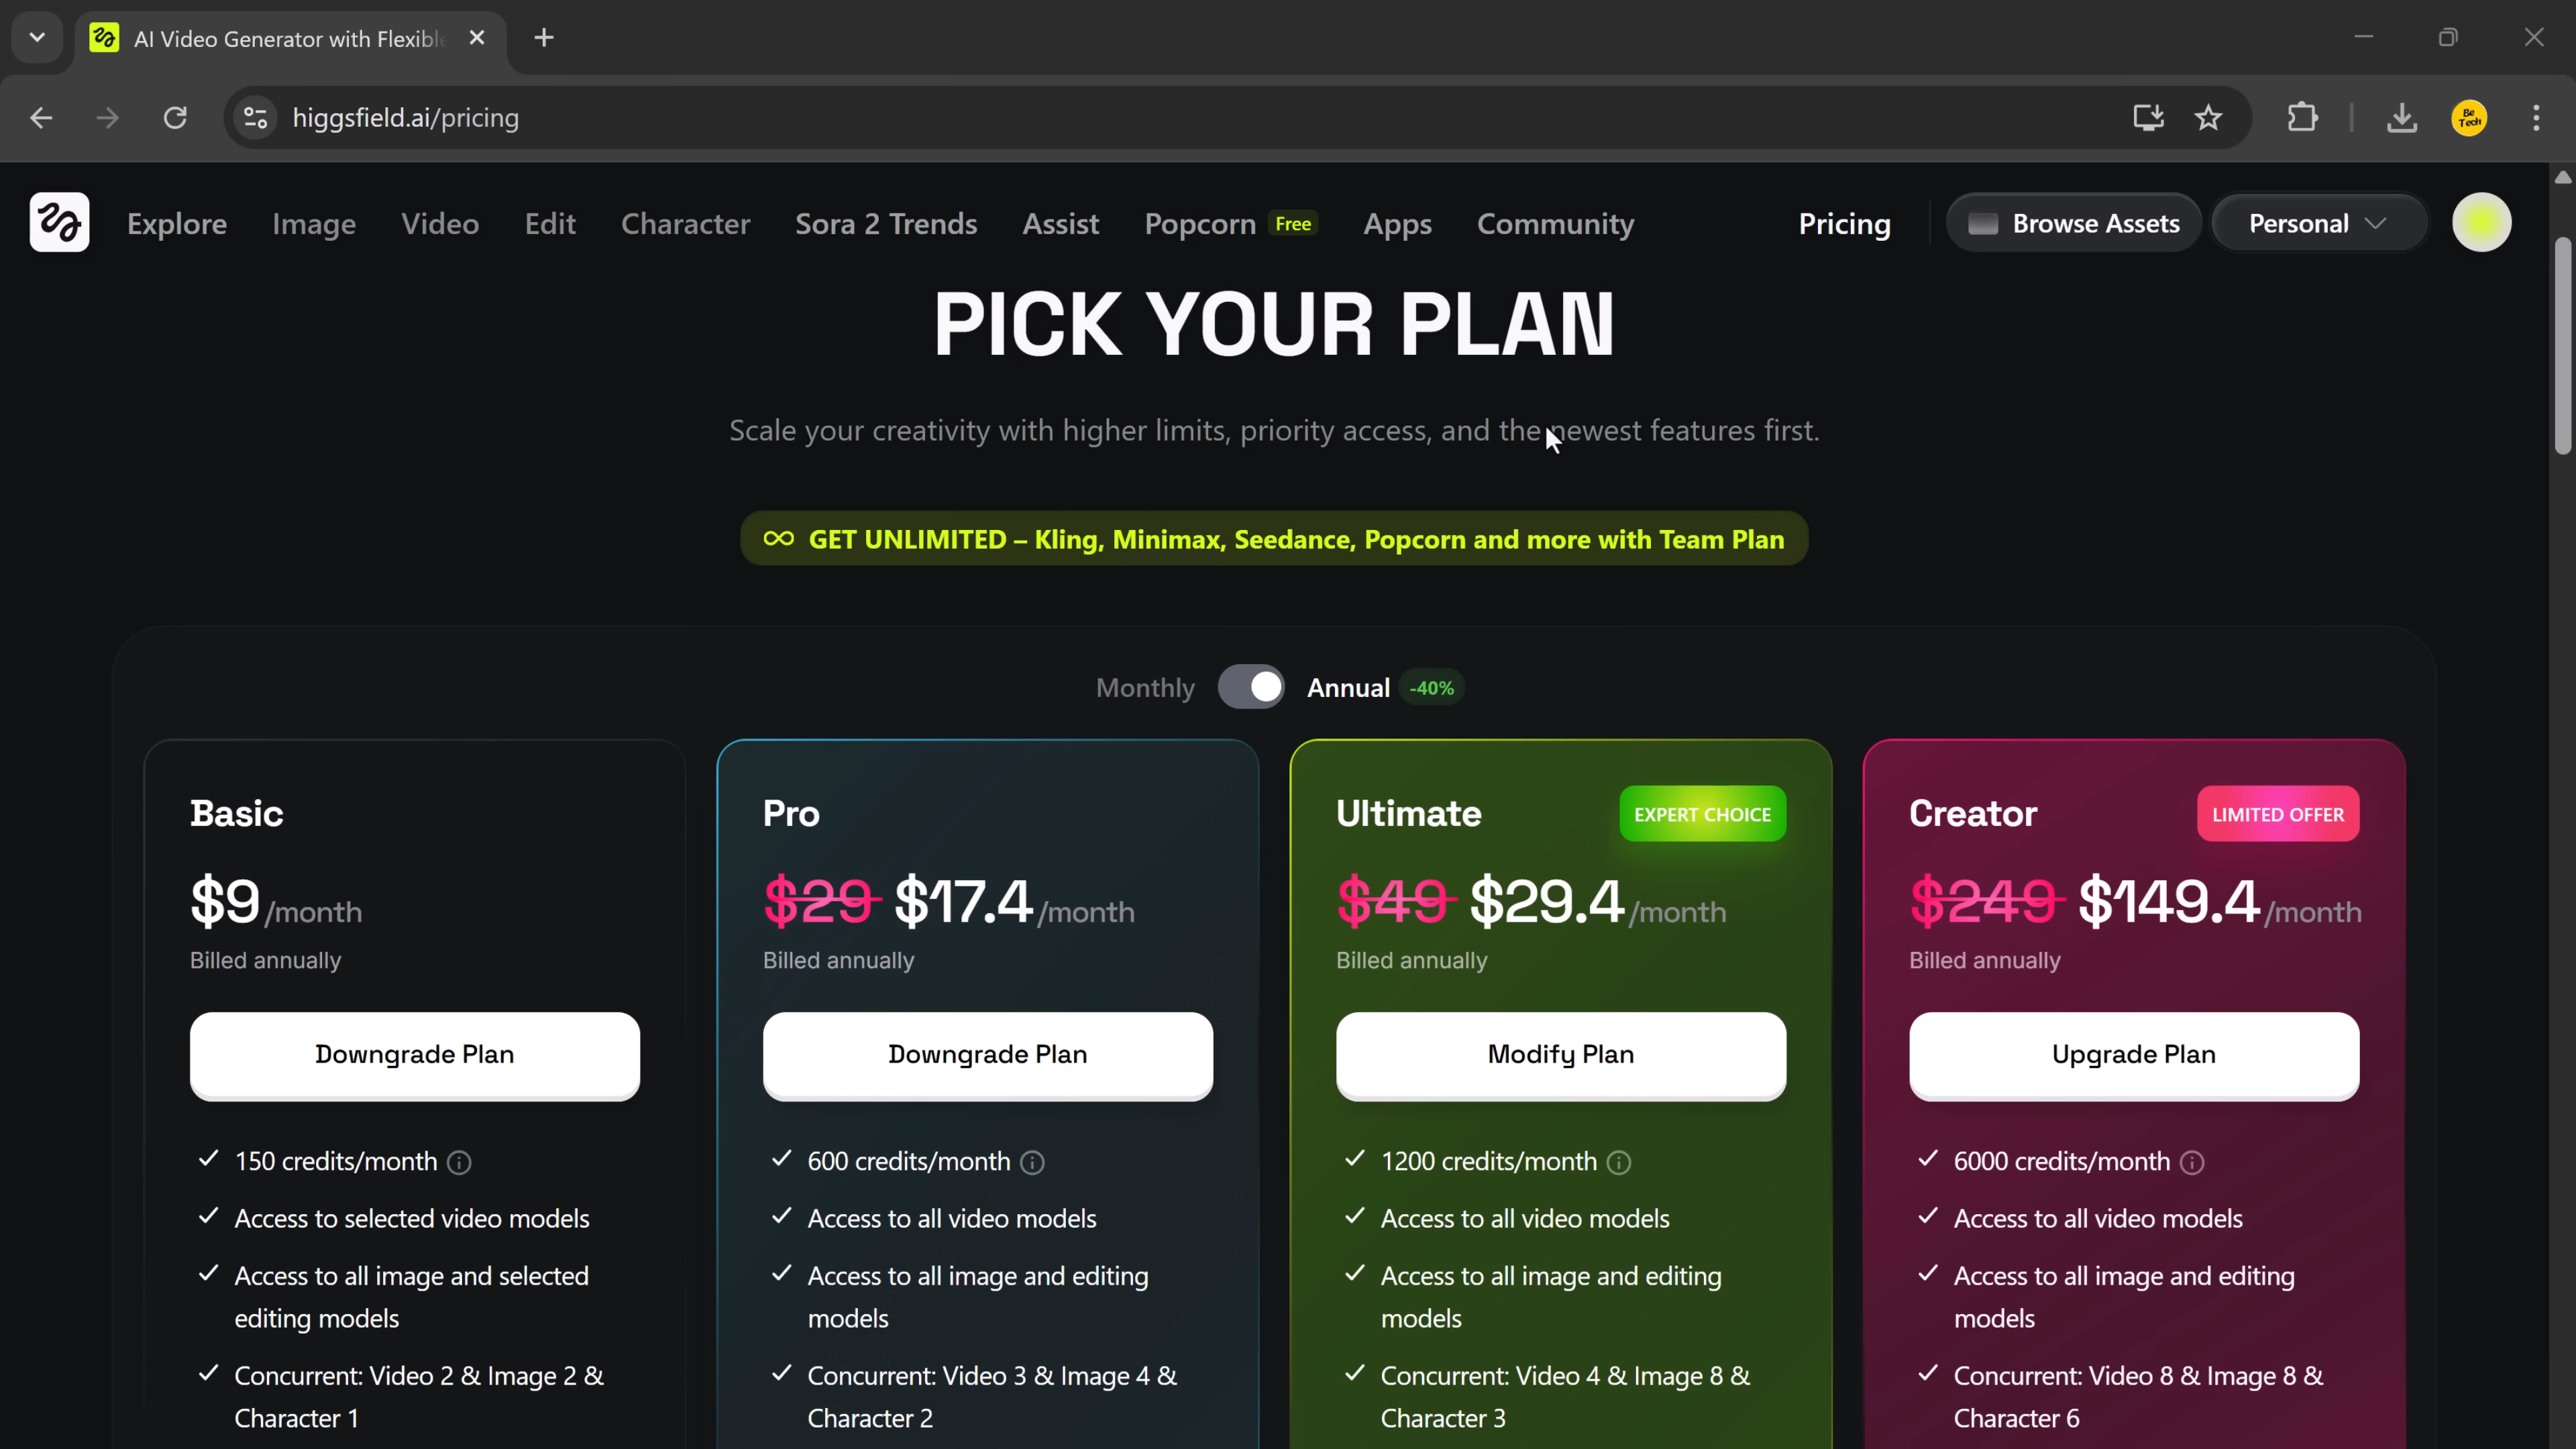 AI Video Generator with Flexible
higgsfield.ai/pricing
Be
Tech
Explore Image Video Edit Character Sora 2 Trends Assist Popcorn Free Apps Community Pricing Browse Assets Personal
PICK YOUR PLAN
Scale your creativity with higher limits, priority access, and the newest features first.
GET UNLIMITED – Kling, Minimax, Seedance, Popcorn and more with Team Plan
Monthly Annual -40%
Basic
$9/month
Billed annually
Downgrade Plan
150 credits/month
Access to selected video models
Access to all image and selected
editing models
Concurrent: Video 2 & Image 2 &
Character 1
Pro
$29 $17.4/month
Billed annually
Downgrade Plan
600 credits/month
Access to all video models
Access to all image and editing
models
Concurrent: Video 3 & Image 4 &
Character 2
Ultimate EXPERT CHOICE
$49 $29.4/month
Billed annually
Modify Plan
1200 credits/month
Access to all video models
Access to all image and editing
models
Concurrent: Video 4 & Image 8 &
Character 3
Creator LIMITED OFFER
$249 $149.4/month
Billed annually
Upgrade Plan
6000 credits/month
Access to all video models
Access to all image and editing
models
Concurrent: Video 8 & Image 8 &
Character 6